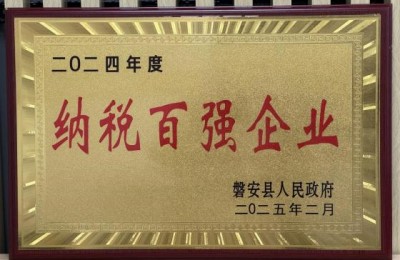 二〇二四年度
纳税百强企业
磐安县人民政府
二〇二五年二月